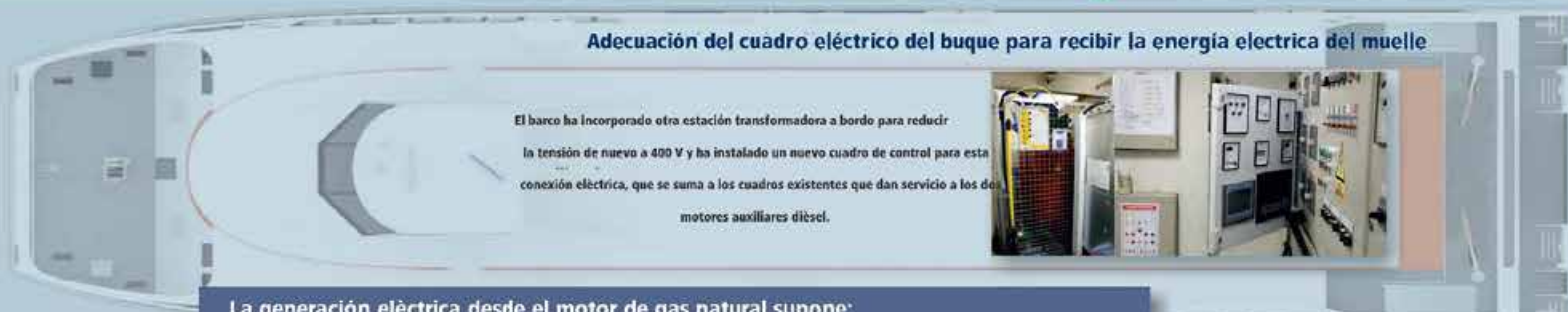 Adecuación del cuadro eléctrico del buque para recibir la energía electrica del muelle
El barco ha incorporado otra estación transformadora a bordo para reducir
la tensión de nuevo a 400 V y ha instalado un nuevo cuadro de control para esta
conexión elèctrica, que se suma a los cuadros existentes que dan servicio a los dos
motores auxiliares dièsel.
La generación elèctrica desde el motor de gas natural supone: